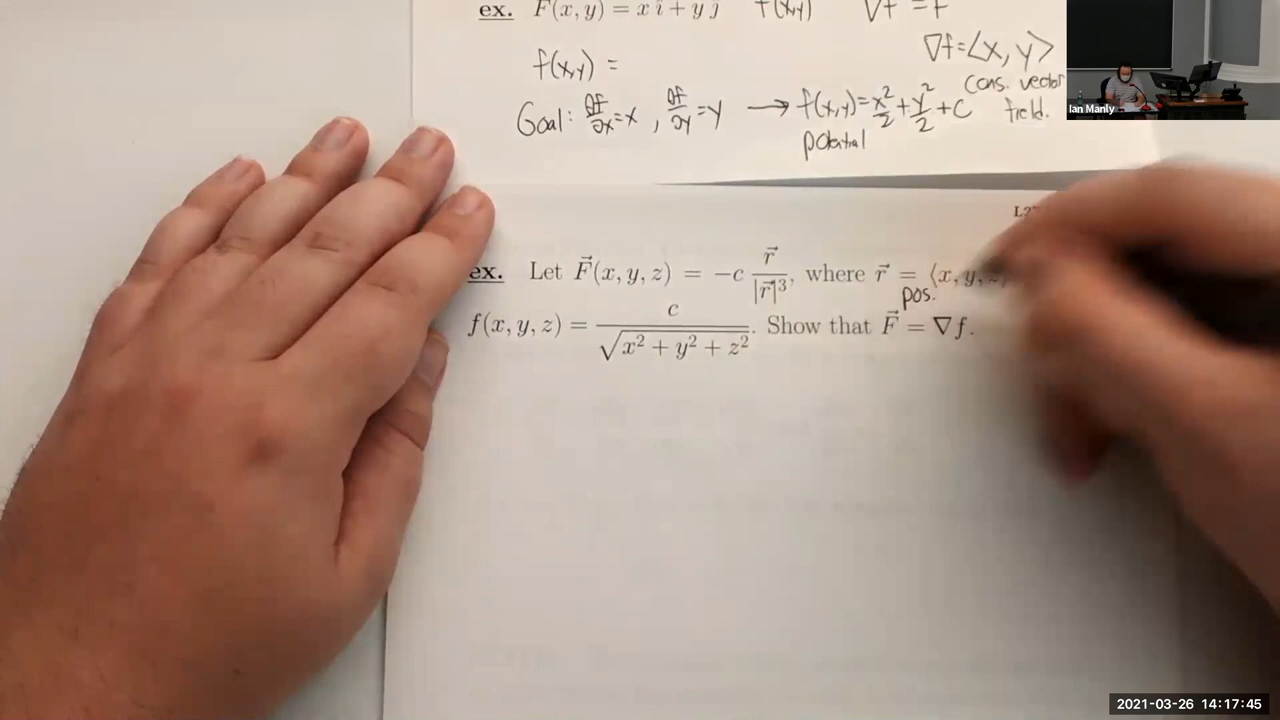 ex. F(x, y) = x î + y ĵ f(x,y) ∇f = F
∇f = ⟨x, y⟩
f(x,y) =
cons. vector
field.
Goal: ∂f/∂x = x , ∂f/∂y = y → f(x,y) = x²/2 + y²/2 + C
potential
Ian Manly
ex. Let F⃗(x, y, z) = −c r⃗/|r⃗|³, where r⃗ = ⟨x, y, z⟩
pos.
f(x, y, z) = c/√(x² + y² + z²). Show that F⃗ = ∇f.
2021-03-26 14:17:45